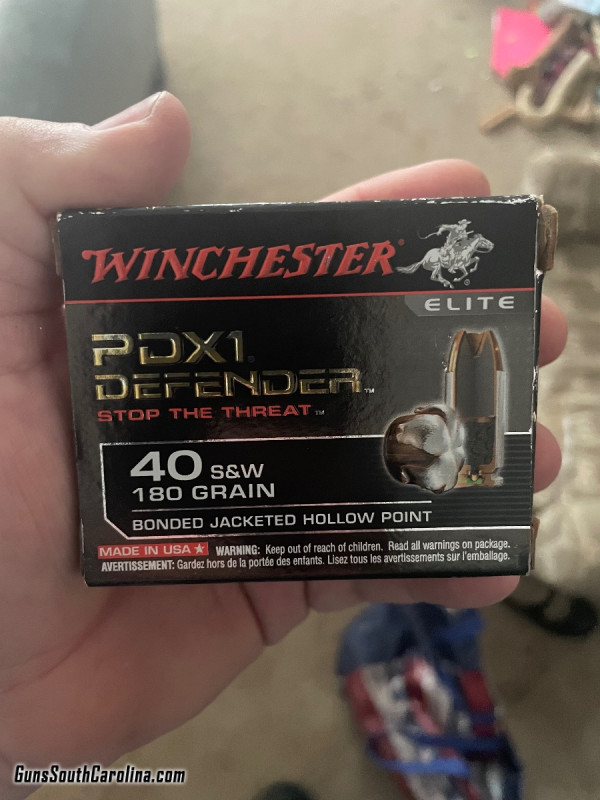 WINCHESTER®
®
ELITE
PDX1®
DEFENDER™
STOP THE THREAT™
40 S&W
180 GRAIN
BONDED JACKETED HOLLOW POINT
MADE IN USA ★ WARNING: Keep out of reach of children. Read all warnings on package.
AVERTISSEMENT: Gardez hors de la portée des enfants. Lisez tous les avertissements sur l'emballage.
GunsSouthCarolina.com